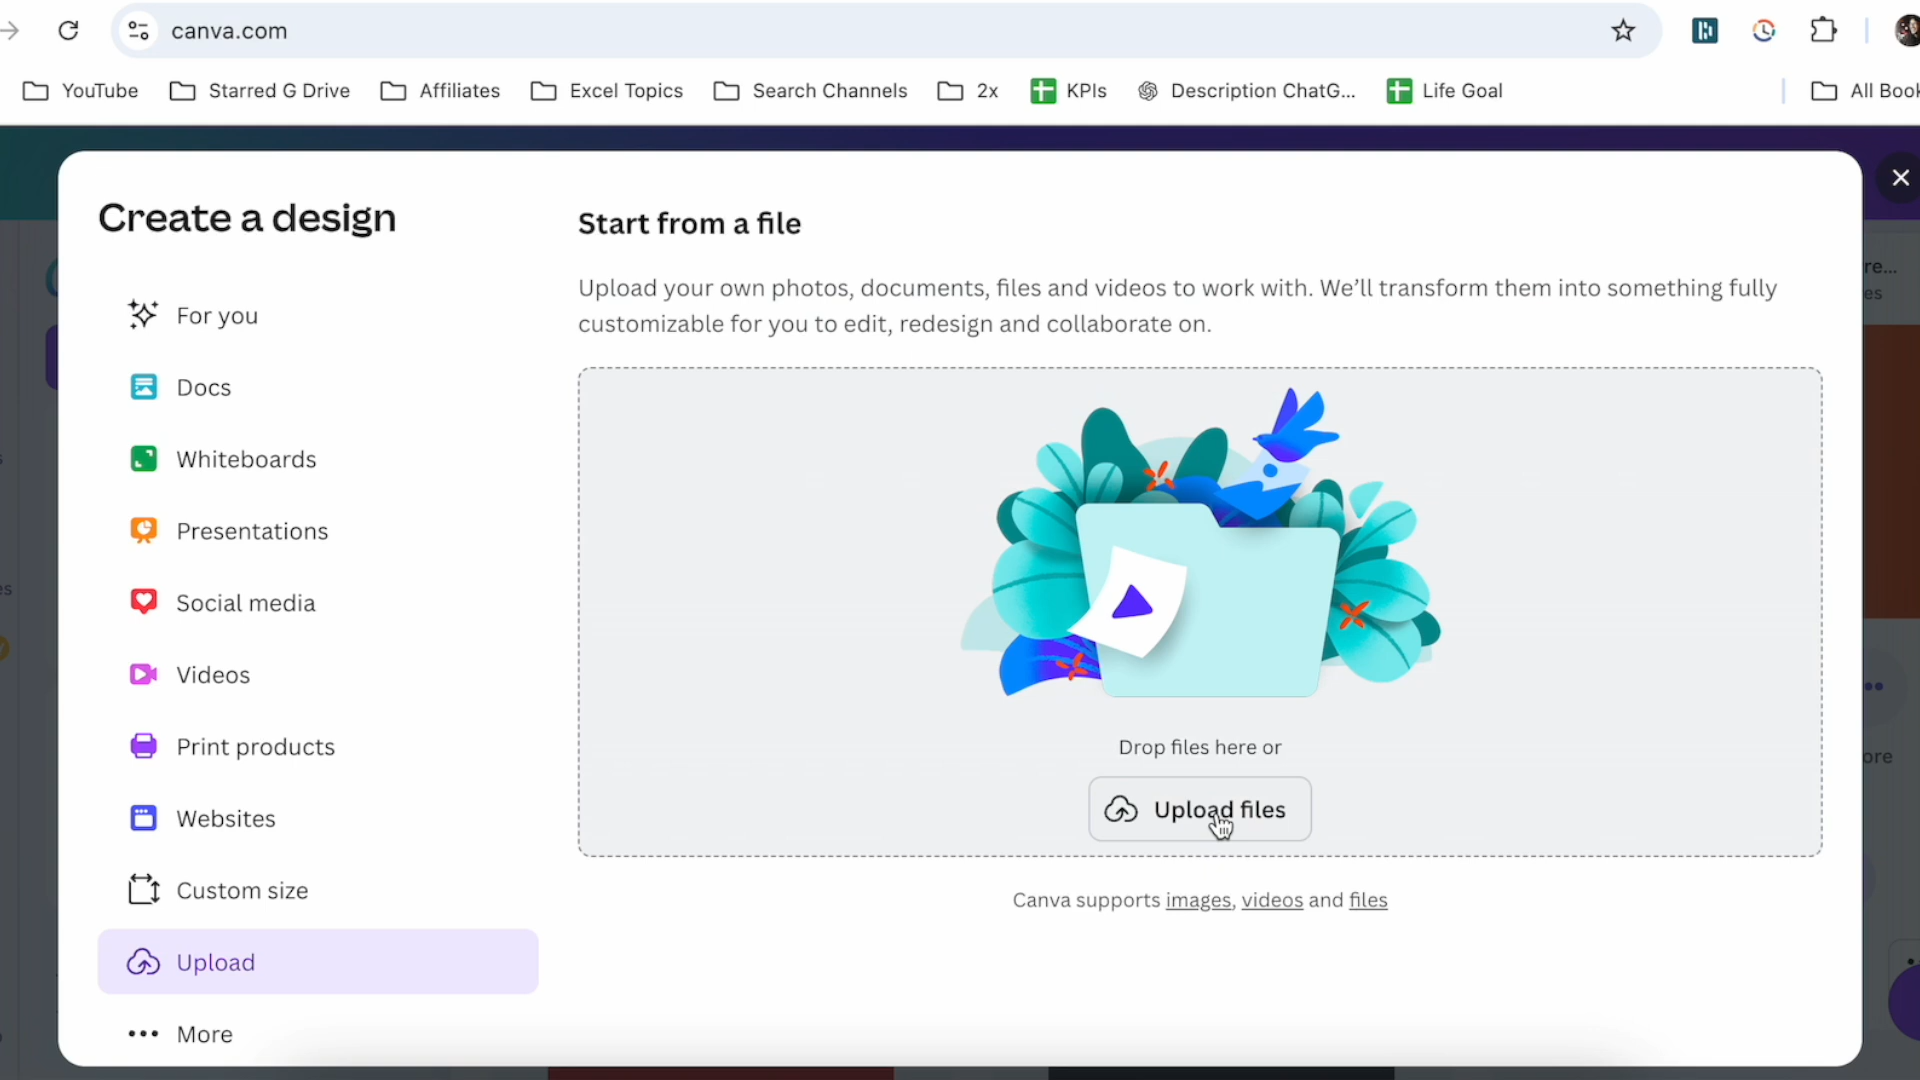 canva.com
YouTube Starred G Drive Affiliates Excel Topics Search Channels 2x KPIs Description ChatG... Life Goal All Book
Create a design
For you
Docs
Whiteboards
Presentations
Social media
Videos
Print products
Websites
Custom size
Upload
More
Start from a file
Upload your own photos, documents, files and videos to work with. We’ll transform them into something fully
customizable for you to edit, redesign and collaborate on.
Drop files here or
Upload files
Canva supports images, videos and files